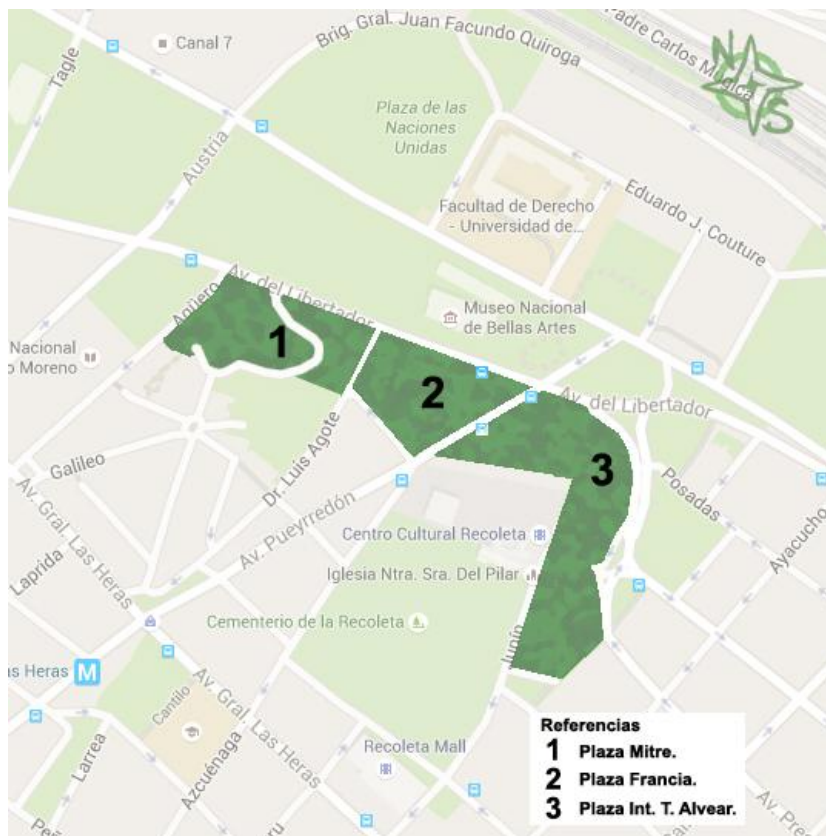 Brig. Gral. Juan Facundo Quiroga
Padre Carlos Mugica
Canal 7
Tagle
N
S
Plaza de las
Naciones
Unidas
Austria
Facultad de Derecho
- Universidad de...
Eduardo J. Couture
Av. del Libertador
Agüero
Museo Nacional
de Bellas Artes
1
Nacional
Moreno
2
Av. del Libertador
3
Galileo
Dr. Luis Agote
Posadas
Av. Gral. Las Heras
Av. Pueyrredón
Centro Cultural Recoleta
Ayacucho
Laprida
Iglesia Ntra. Sra. Del Pilar
Cementerio de la Recoleta
Junín
as Heras
M
Av. Gral. Las Heras
Cantilo
Larrea
Azcuénaga
Recoleta Mall
Referencias
1 Plaza Mitre.
2 Plaza Francia.
3 Plaza Int. T. Alvear.
Av. Pres